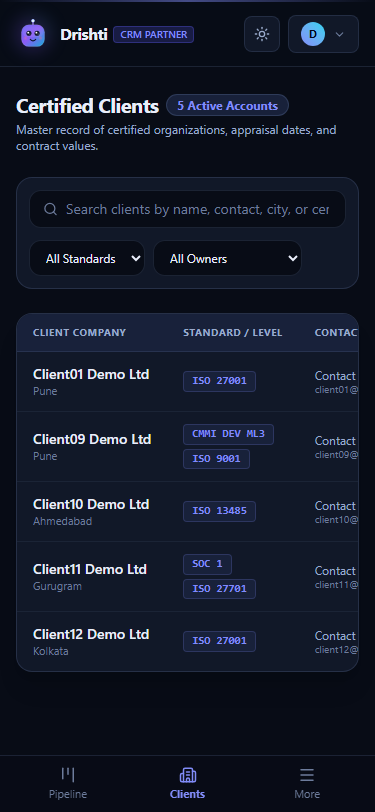 Drishti CRM PARTNER
D
Certified Clients 5 Active Accounts
Master record of certified organizations, appraisal dates, and
contract values.
Search clients by name, contact, city, or cer
All Standards All Owners
CLIENT COMPANY STANDARD / LEVEL CONTAC
Client01 Demo Ltd ISO 27001 Contact
Pune client01@
Client09 Demo Ltd CMMI DEV ML3 Contact
Pune ISO 9001 client09@
Client10 Demo Ltd ISO 13485 Contact
Ahmedabad client10@
Client11 Demo Ltd SOC 1 Contact
Gurugram ISO 27701 client11@
Client12 Demo Ltd ISO 27001 Contact
Kolkata client12@
Pipeline Clients More